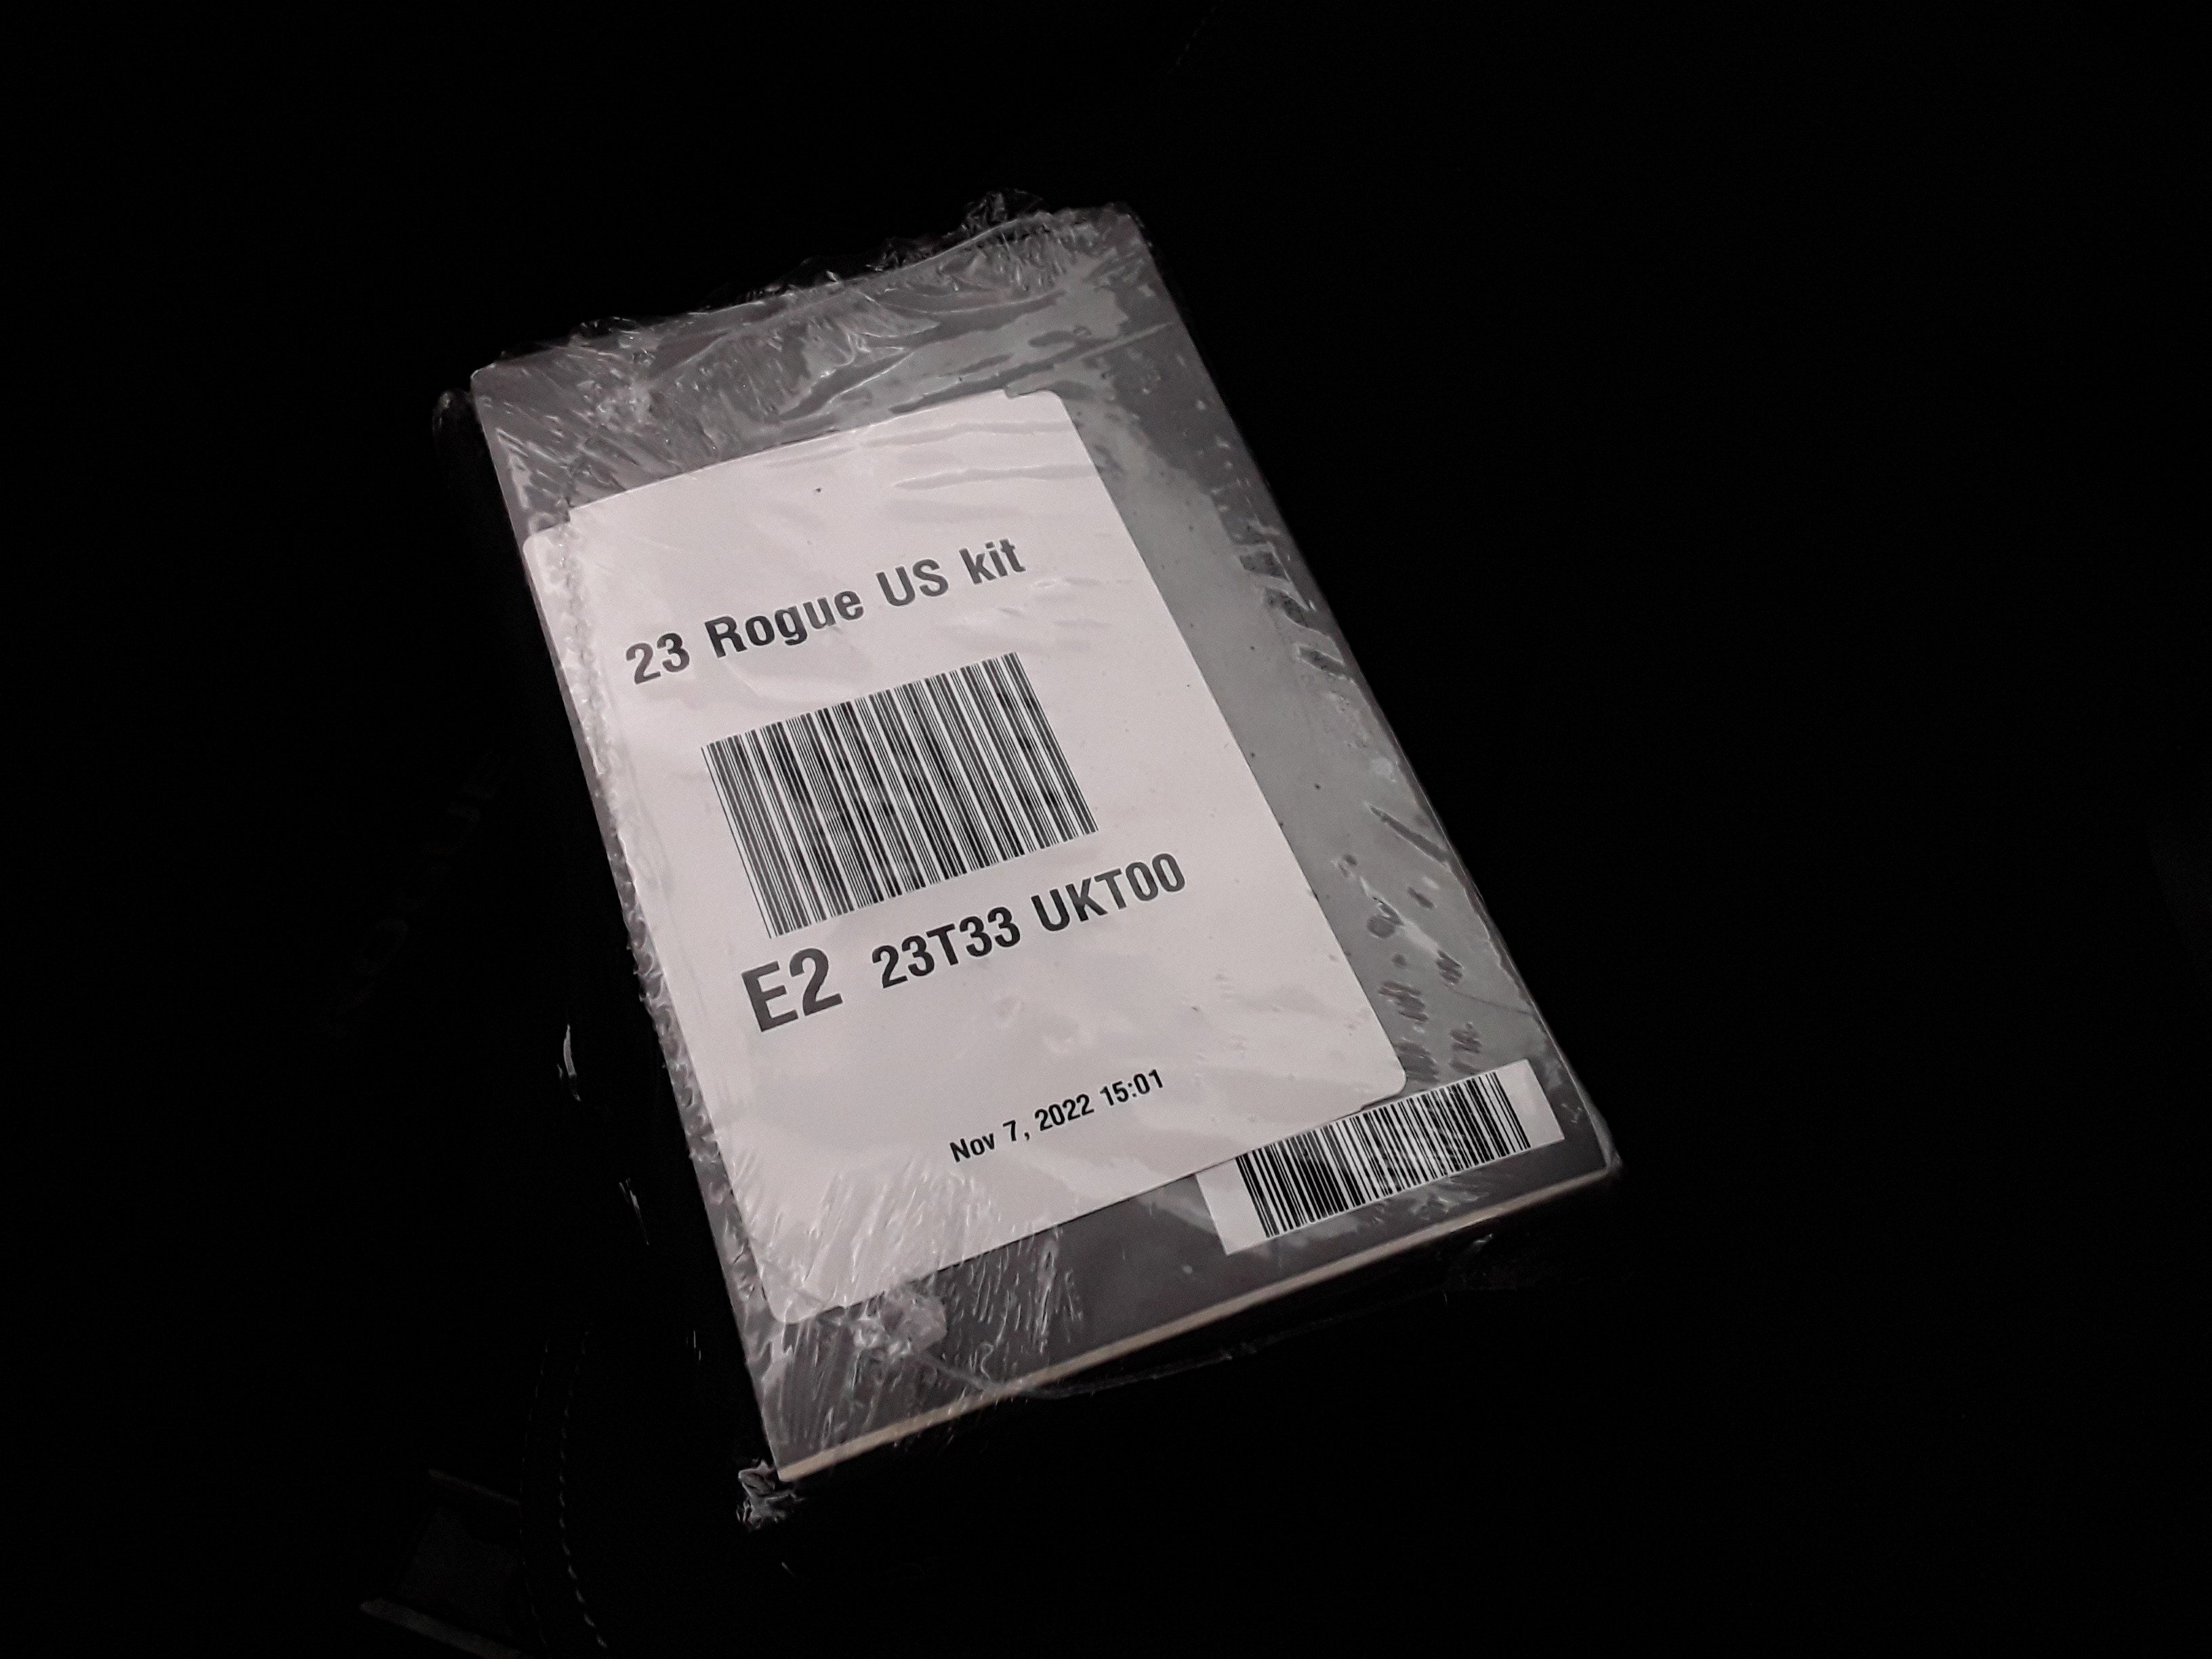 23 Rogue US kit
E2 23T33 UKT00
Nov 7, 2022 15:01